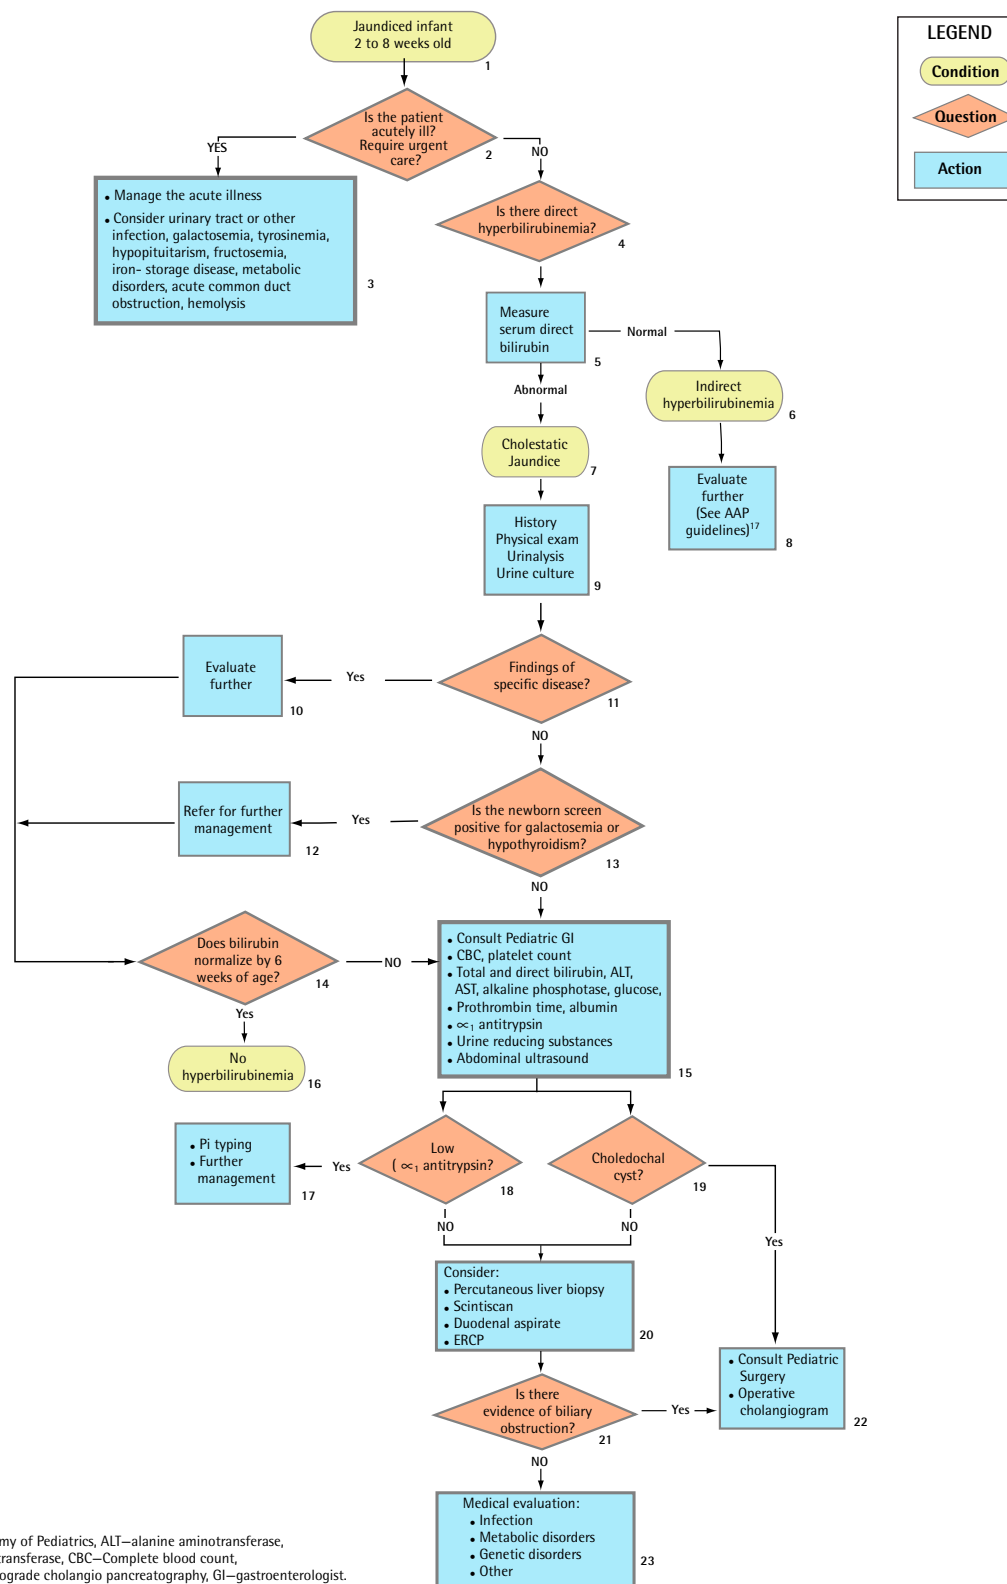 Jaundiced infant
2 to 8 weeks old
1
LEGEND
Condition
Question
Action
Is the patient
acutely ill?
Require urgent
care?
2
YES
NO
• Manage the acute illness
• Consider urinary tract or other
infection, galactosemia, tyrosinemia,
hypopituitarism, fructosemia,
iron- storage disease, metabolic
disorders, acute common duct
obstruction, hemolysis
3
Is there direct
hyperbilirubinemia?
4
Measure
serum direct
bilirubin
5
Normal
Abnormal
Indirect
hyperbilirubinemia
6
Cholestatic
Jaundice
7
Evaluate
further
(See AAP
guidelines)17
8
History
Physical exam
Urinalysis
Urine culture
9
Findings of
specific disease?
11
Yes
Evaluate
further
10
NO
Is the newborn screen
positive for galactosemia or
hypothyroidism?
13
Yes
Refer for further
management
12
NO
Does bilirubin
normalize by 6
weeks of age?
14
NO
Yes
No
hyperbilirubinemia
16
• Consult Pediatric GI
• CBC, platelet count
• Total and direct bilirubin, ALT,
AST, alkaline phosphotase, glucose,
• Prothrombin time, albumin
• ∝1 antitrypsin
• Urine reducing substances
• Abdominal ultrasound
15
Low
( ∝1 antitrypsin?
18
Yes
• Pi typing
• Further
management
17
Choledochal
cyst?
19
NO
NO
Yes
Consider:
• Percutaneous liver biopsy
• Scintiscan
• Duodenal aspirate
• ERCP
20
Is there
evidence of biliary
obstruction?
21
Yes
• Consult Pediatric
Surgery
• Operative
cholangiogram
22
NO
Medical evaluation:
• Infection
• Metabolic disorders
• Genetic disorders
• Other
23
my of Pediatrics, ALT—alanine aminotransferase,
transferase, CBC—Complete blood count,
ograde cholangio pancreatography, GI—gastroenterologist.